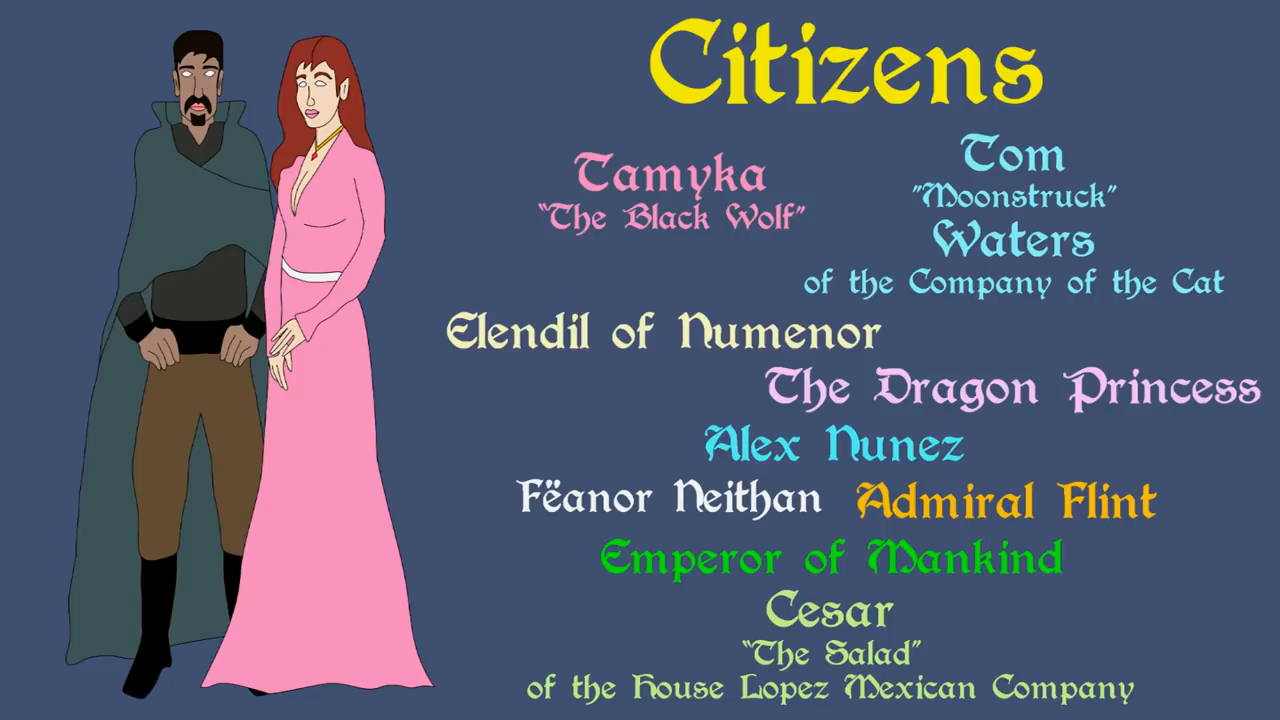 Citizens
Tamyka
"The Black Wolf"
Tom
"Moonstruck"
Waters
of the Company of the Cat
Elendil of Numenor
The Dragon Princess
Alex Nunez
Fëanor Neithan
Admiral Flint
Emperor of Mankind
Cesar
"The Salad"
of the House Lopez Mexican Company